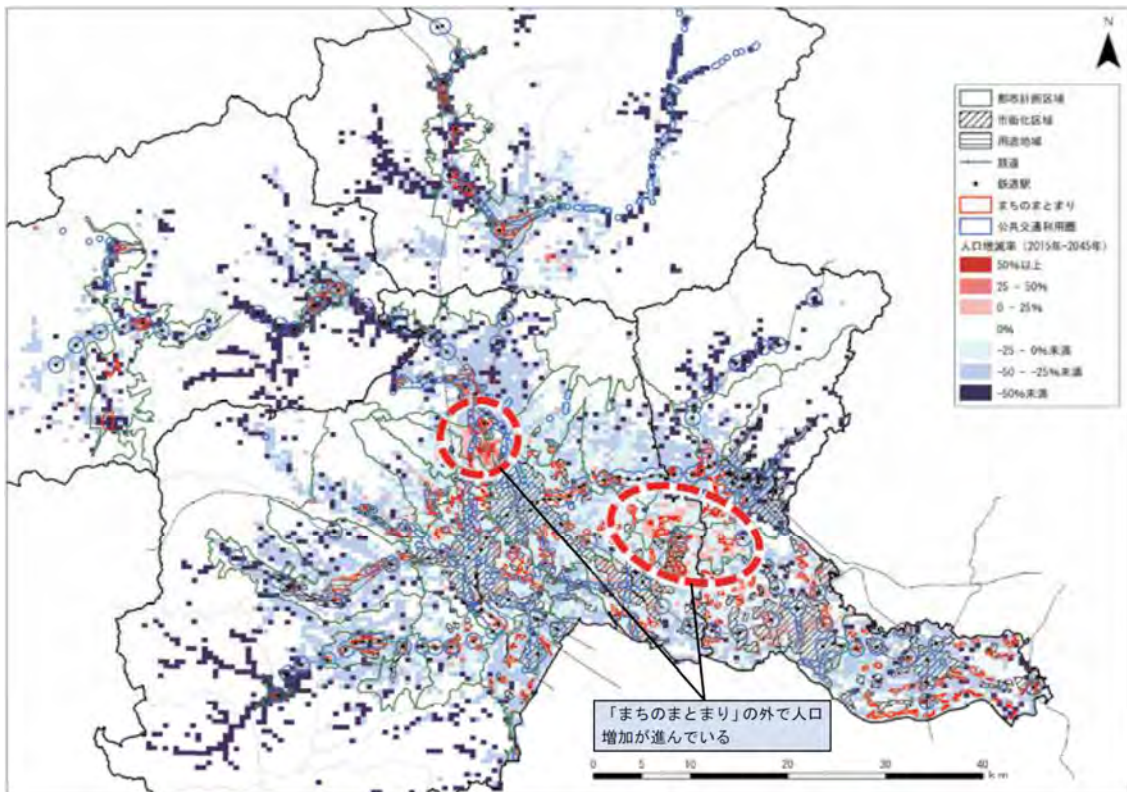 N
都市計画区域
市街化区域
用途地域
鉄道
鉄道駅
まちのまとまり
公共交通利用圏
人口増減率（2015年-2045年）
50%以上
25 - 50%
0 - 25%
0%
-25 - 0%未満
-50 - -25%未満
-50%未満
「まちのまとまり」の外で人口
増加が進んでいる
0 5 10 20 30 40
km